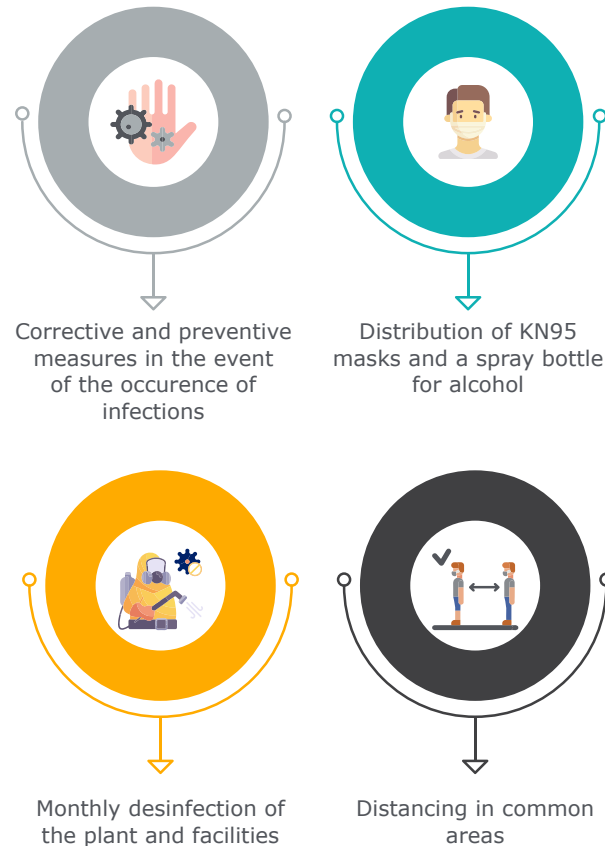 Corrective and preventive
measures in the event
of the occurence of
infections
Distribution of KN95
masks and a spray bottle
for alcohol
Monthly desinfection of
the plant and facilities
Distancing in common
areas